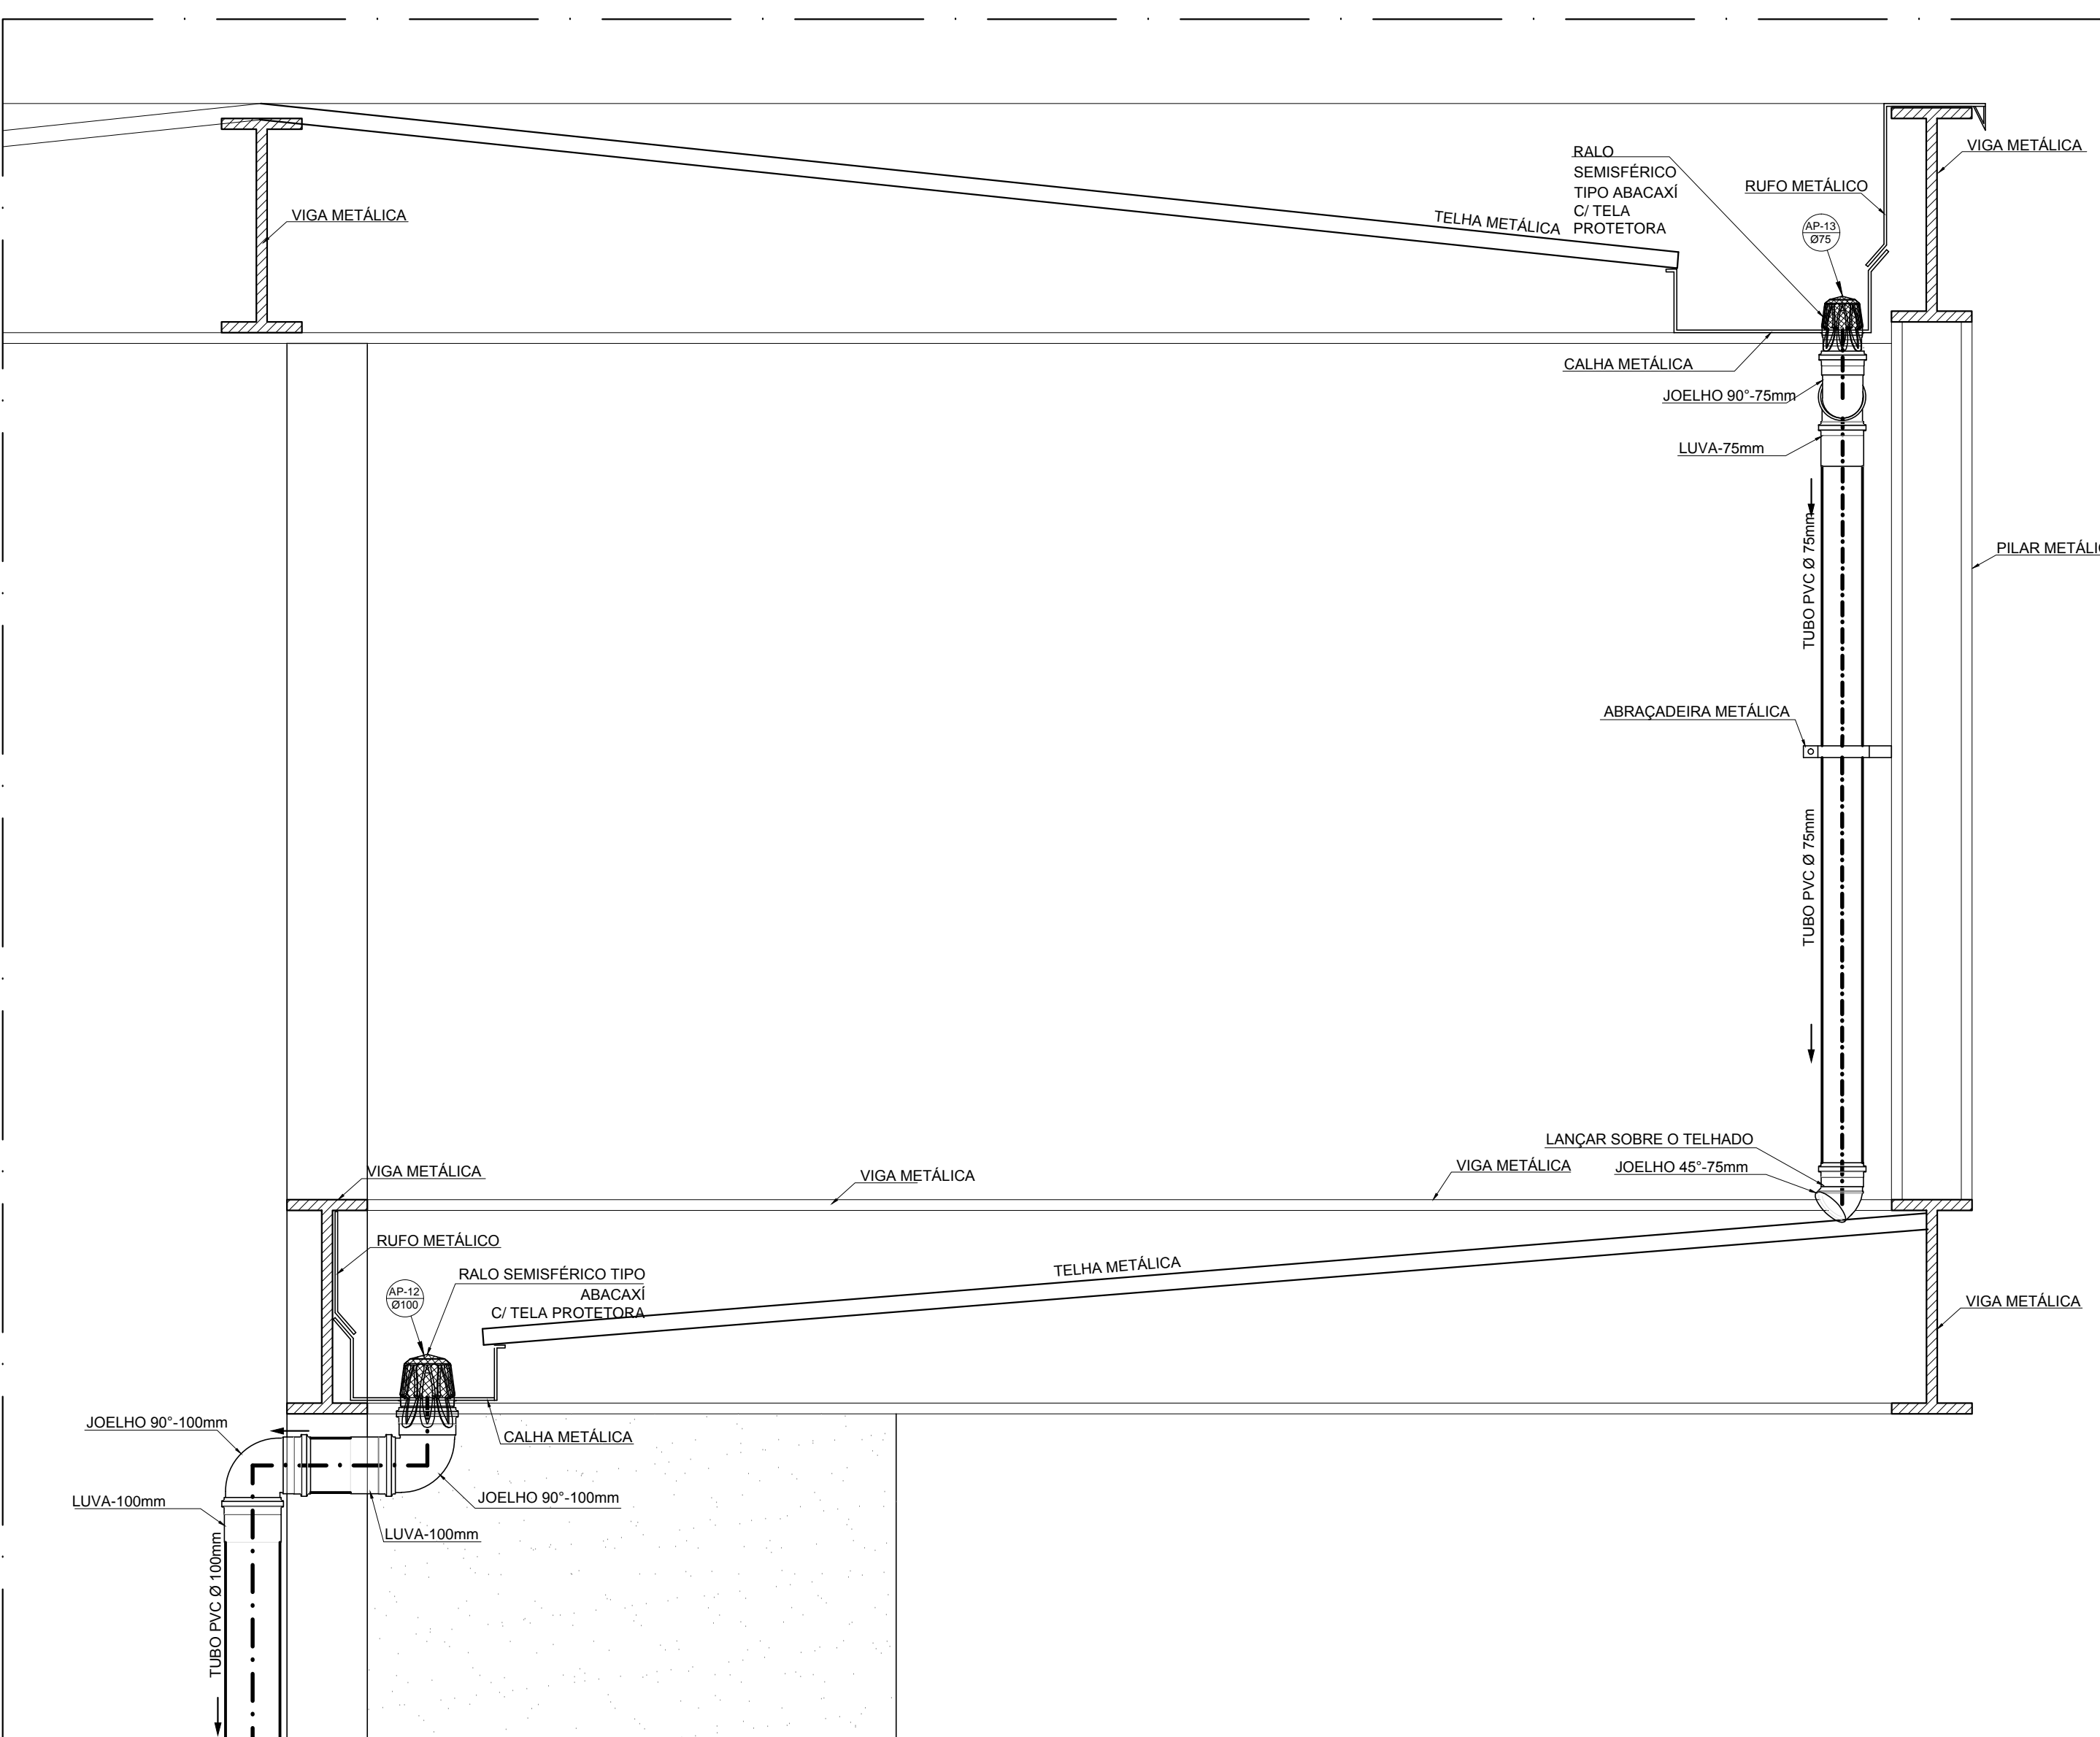 RALO
SEMISFÉRICO
TIPO ABACAXÍ
C/ TELA
PROTETORA
VIGA METÁLICA
RUFO METÁLICO
VIGA METÁLICA
TELHA METÁLICA
AP-13
Ø75
CALHA METÁLICA
JOELHO 90°-75mm
LUVA-75mm
TUBO PVC Ø 75mm
PILAR METÁLI
ABRAÇADEIRA METÁLICA
TUBO PVC Ø 75mm
LANÇAR SOBRE O TELHADO
JOELHO 45°-75mm
VIGA METÁLICA
VIGA METÁLICA
VIGA METÁLICA
RUFO METÁLICO
RALO SEMISFÉRICO TIPO
ABACAXÍ
C/ TELA PROTETORA
AP-12
Ø100
TELHA METÁLICA
VIGA METÁLICA
JOELHO 90°-100mm
CALHA METÁLICA
LUVA-100mm
JOELHO 90°-100mm
LUVA-100mm
TUBO PVC Ø 100mm